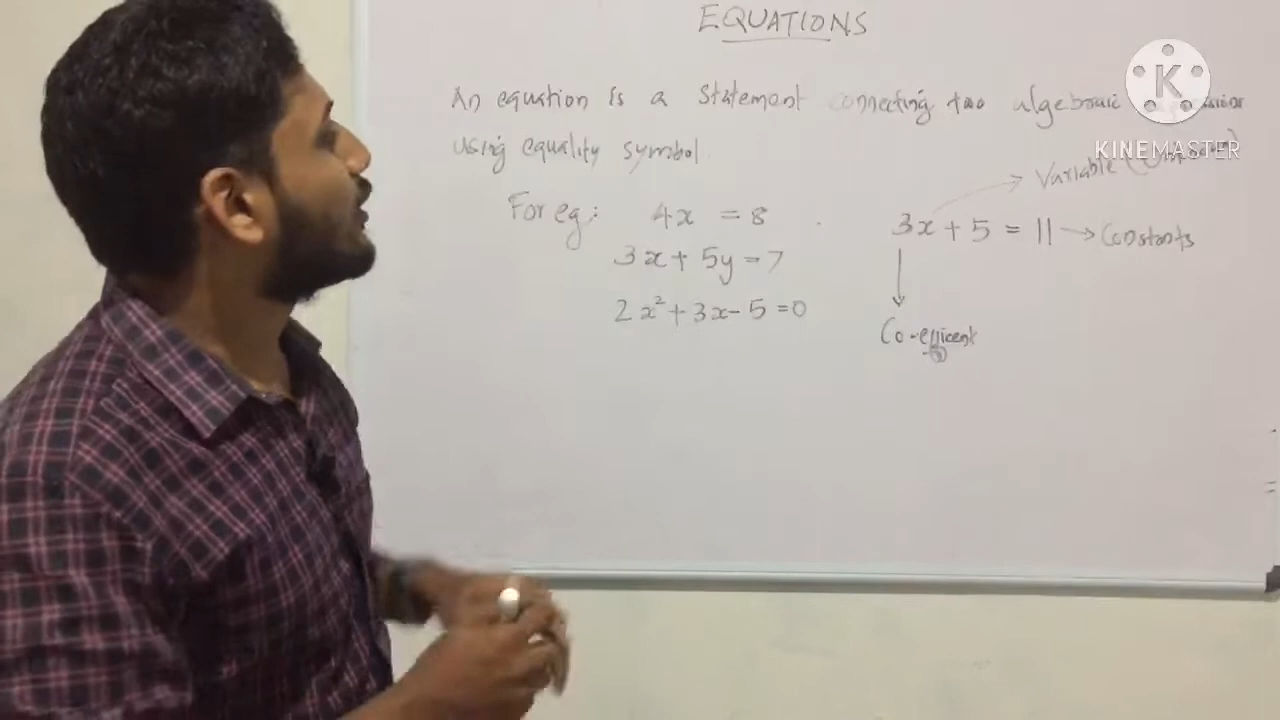 EQUATIONS
An equation is a statement connecting two algebraic
using equality symbol.
Variable
For eg: 4x = 8
3x + 5 = 11 → Constants
3x + 5y = 7
2x² + 3x - 5 = 0
Co-efficent
K
KINEMASTER